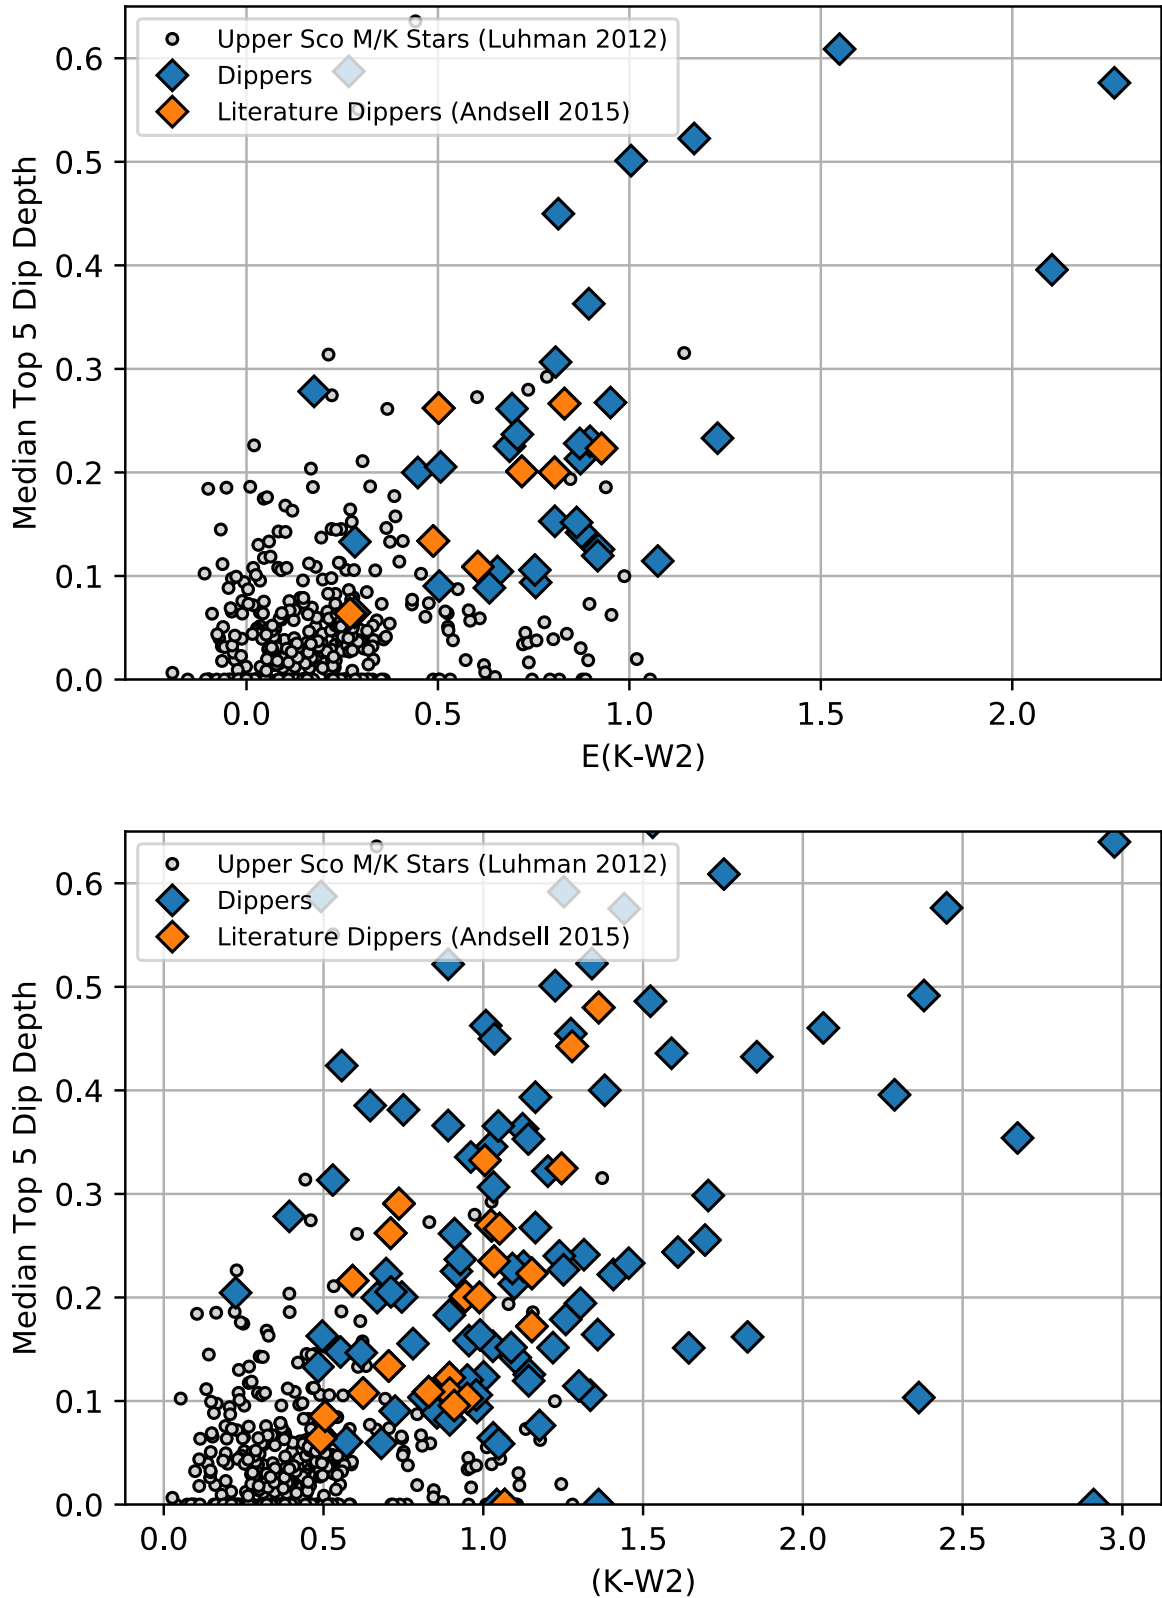 Upper Sco M/K Stars (Luhman 2012)
Dippers
Literature Dippers (Andsell 2015)
Median Top 5 Dip Depth
0.6
0.5
0.4
0.3
0.2
0.1
0.0
0.0 0.5 1.0 1.5 2.0
E(K-W2)
Upper Sco M/K Stars (Luhman 2012)
Dippers
Literature Dippers (Andsell 2015)
Median Top 5 Dip Depth
0.6
0.5
0.4
0.3
0.2
0.1
0.0
0.0 0.5 1.0 1.5 2.0 2.5 3.0
(K-W2)